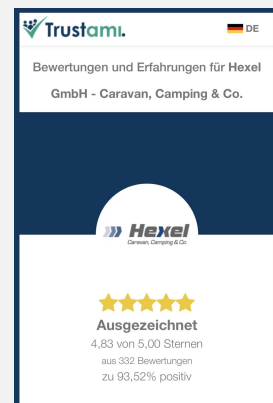 Trustami.
DE
Bewertungen und Erfahrungen für Hexel
GmbH - Caravan, Camping & Co.
Hexel
Caravan, Camping & Co.
Ausgezeichnet
4,83 von 5,00 Sternen
aus 332 Bewertungen
zu 93,52% positiv